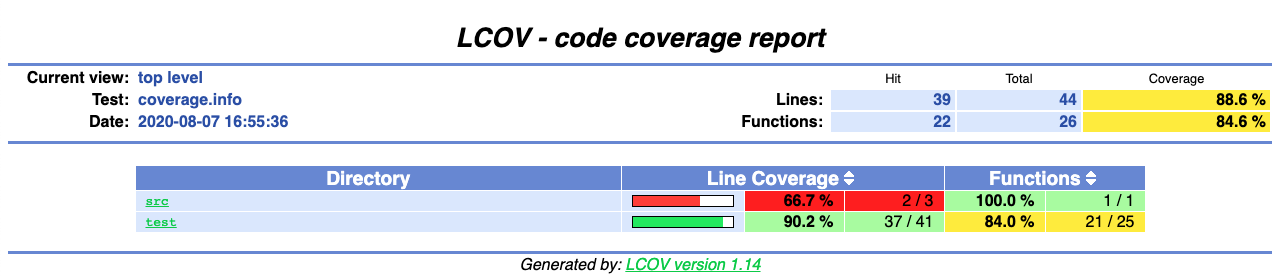 LCOV - code coverage report
Current view: top level Hit Total Coverage
Test: coverage.info Lines: 39 44 88.6 %
Date: 2020-08-07 16:55:36 Functions: 22 26 84.6 %
Directory Line Coverage Functions
src 66.7 % 2 / 3 100.0 % 1 / 1
test 90.2 % 37 / 41 84.0 % 21 / 25
Generated by: LCOV version 1.14